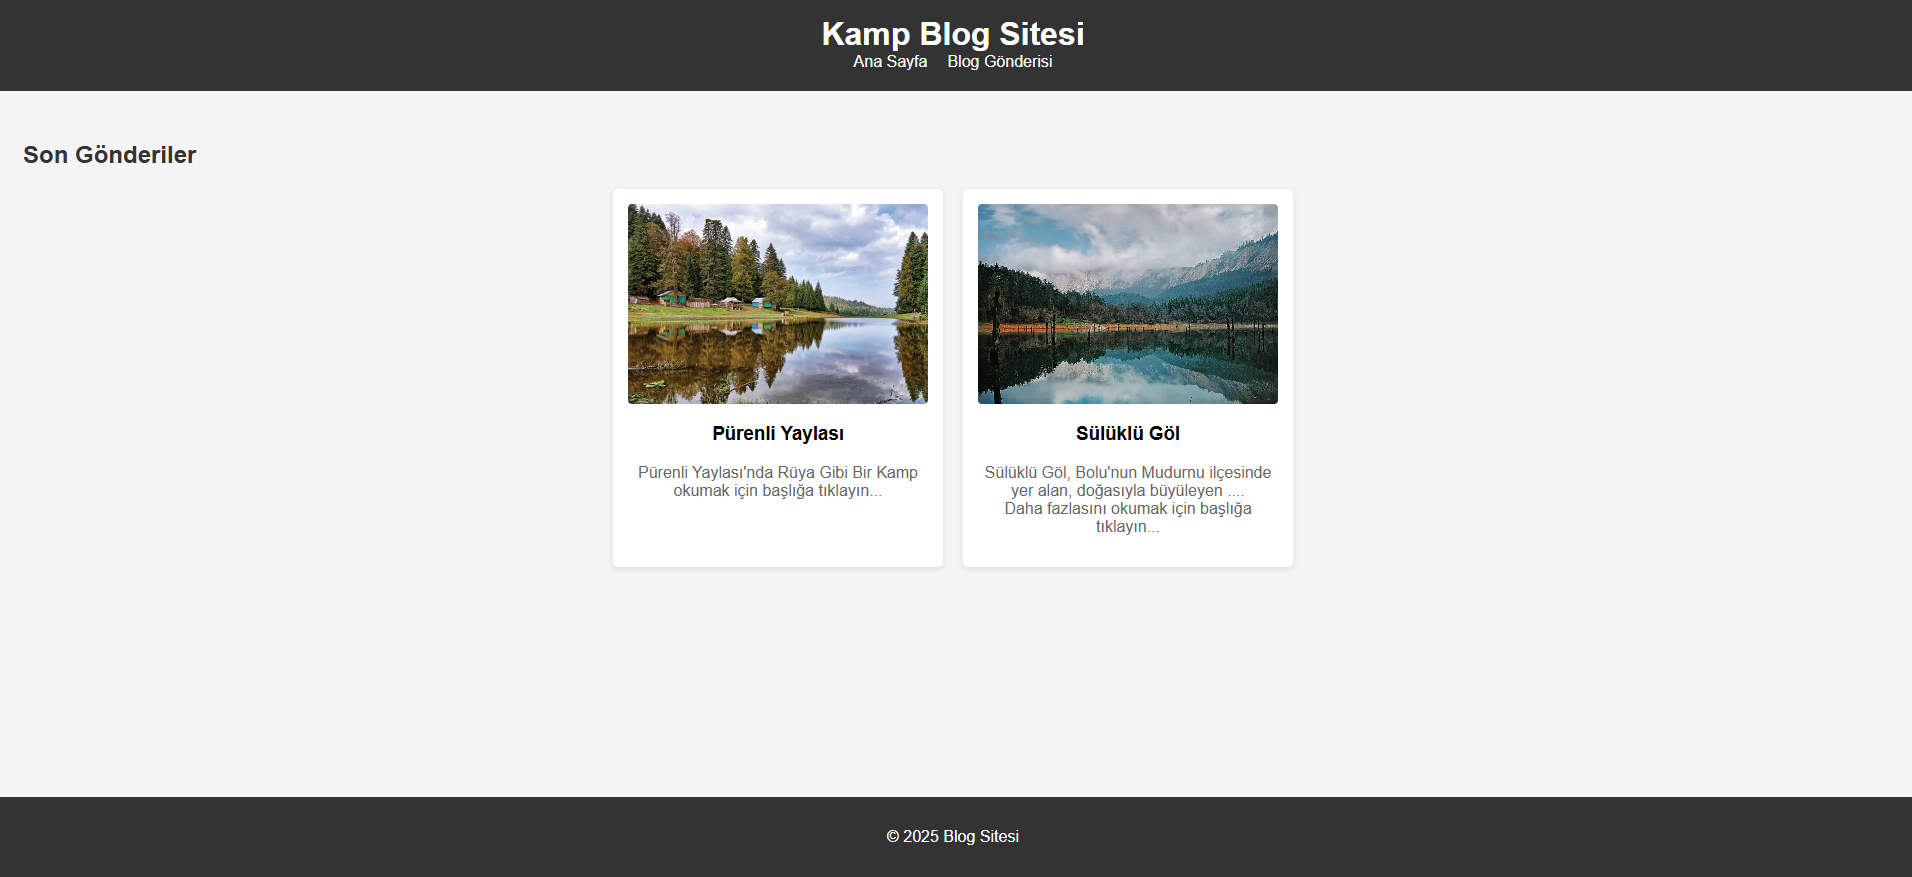 Kamp Blog Sitesi
Ana Sayfa Blog Gönderisi
Son Gönderiler
Pürenli Yaylası
Pürenli Yaylası'nda Rüya Gibi Bir Kamp
okumak için başlığa tıklayın...
Sülüklü Göl
Sülüklü Göl, Bolu'nun Mudurnu ilçesinde
yer alan, doğasıyla büyüleyen ....
Daha fazlasını okumak için başlığa
tıklayın...
© 2025 Blog Sitesi